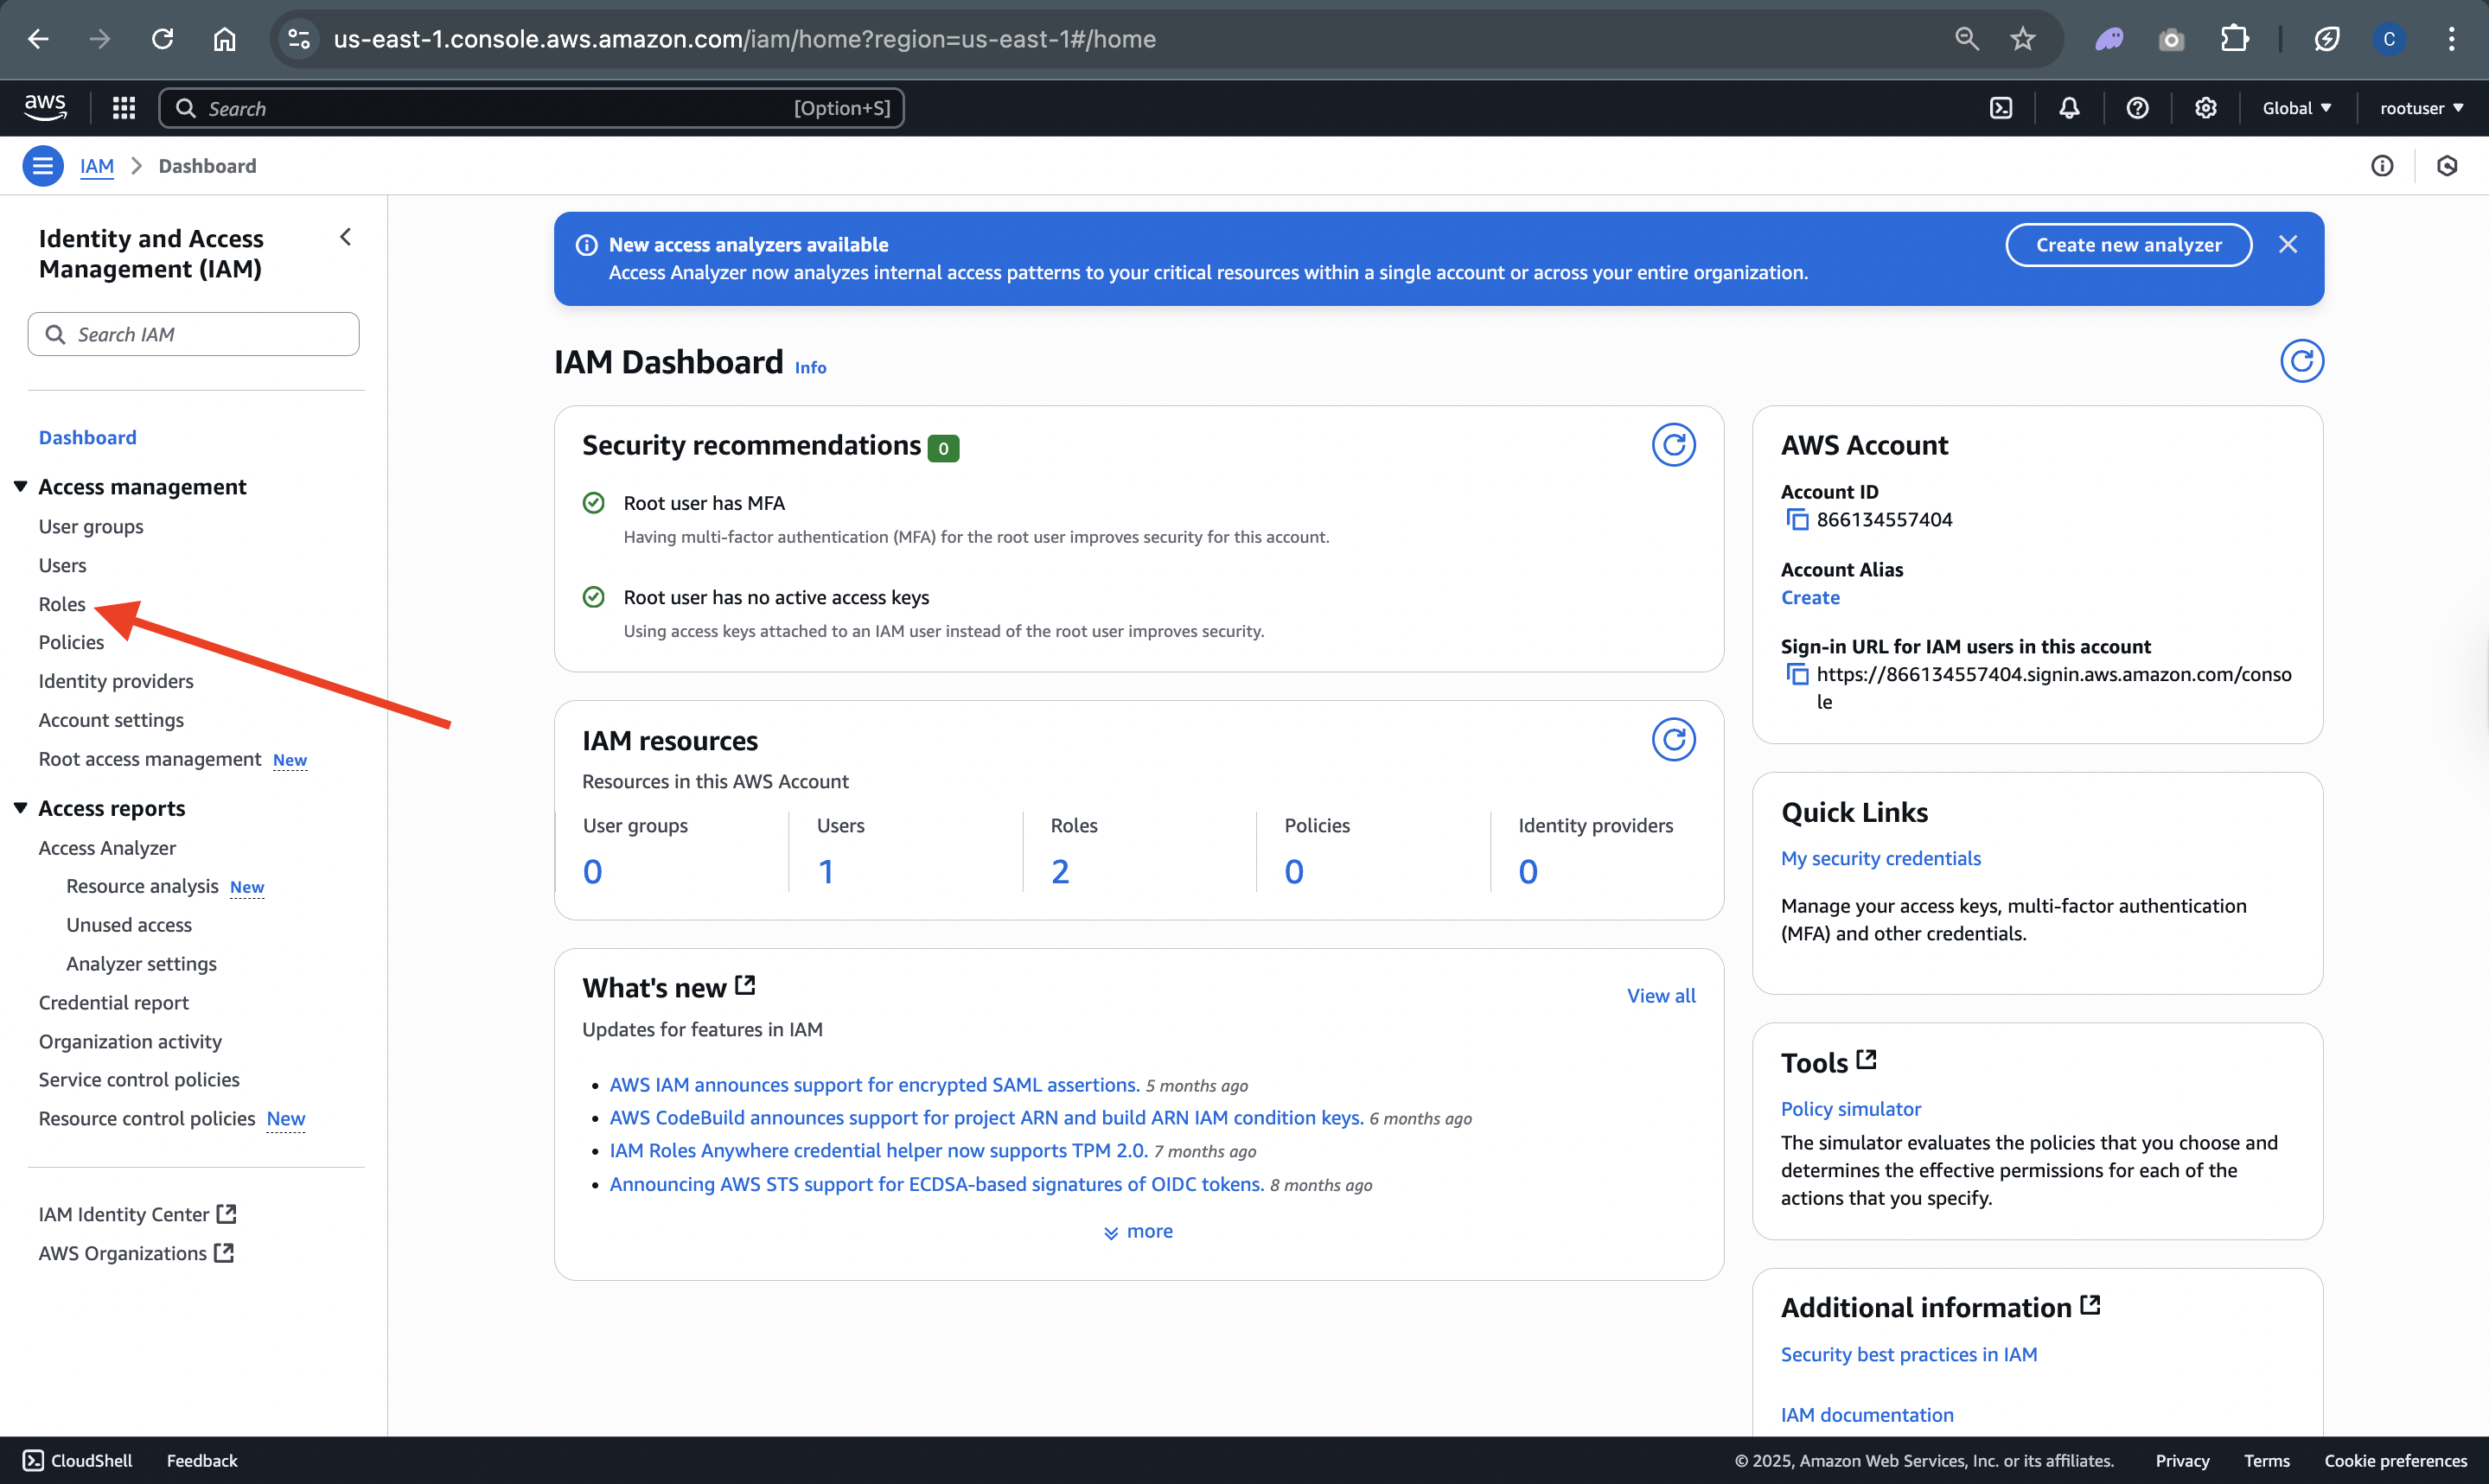 us-east-1.console.aws.amazon.com/iam/home?region=us-east-1#/home
C
aws
Search
[Option+S]
Global
rootuser
IAM
Dashboard
Identity and Access
Management (IAM)
Search IAM
Dashboard
Access management
User groups
Users
Roles
Policies
Identity providers
Account settings
Root access management New
Access reports
Access Analyzer
Resource analysis New
Unused access
Analyzer settings
Credential report
Organization activity
Service control policies
Resource control policies New
IAM Identity Center
AWS Organizations
New access analyzers available
Access Analyzer now analyzes internal access patterns to your critical resources within a single account or across your entire organization.
Create new analyzer
IAM Dashboard Info
Security recommendations 0
Root user has MFA
Having multi-factor authentication (MFA) for the root user improves security for this account.
Root user has no active access keys
Using access keys attached to an IAM user instead of the root user improves security.
IAM resources
Resources in this AWS Account
User groups
0
Users
1
Roles
2
Policies
0
Identity providers
0
What's new
View all
Updates for features in IAM
AWS IAM announces support for encrypted SAML assertions. 5 months ago
AWS CodeBuild announces support for project ARN and build ARN IAM condition keys. 6 months ago
IAM Roles Anywhere credential helper now supports TPM 2.0. 7 months ago
Announcing AWS STS support for ECDSA-based signatures of OIDC tokens. 8 months ago
more
AWS Account
Account ID
866134557404
Account Alias
Create
Sign-in URL for IAM users in this account
https://866134557404.signin.aws.amazon.com/conso
le
Quick Links
My security credentials
Manage your access keys, multi-factor authentication
(MFA) and other credentials.
Tools
Policy simulator
The simulator evaluates the policies that you choose and
determines the effective permissions for each of the
actions that you specify.
Additional information
Security best practices in IAM
IAM documentation
CloudShell
Feedback
© 2025, Amazon Web Services, Inc. or its affiliates.
Privacy
Terms
Cookie preferences